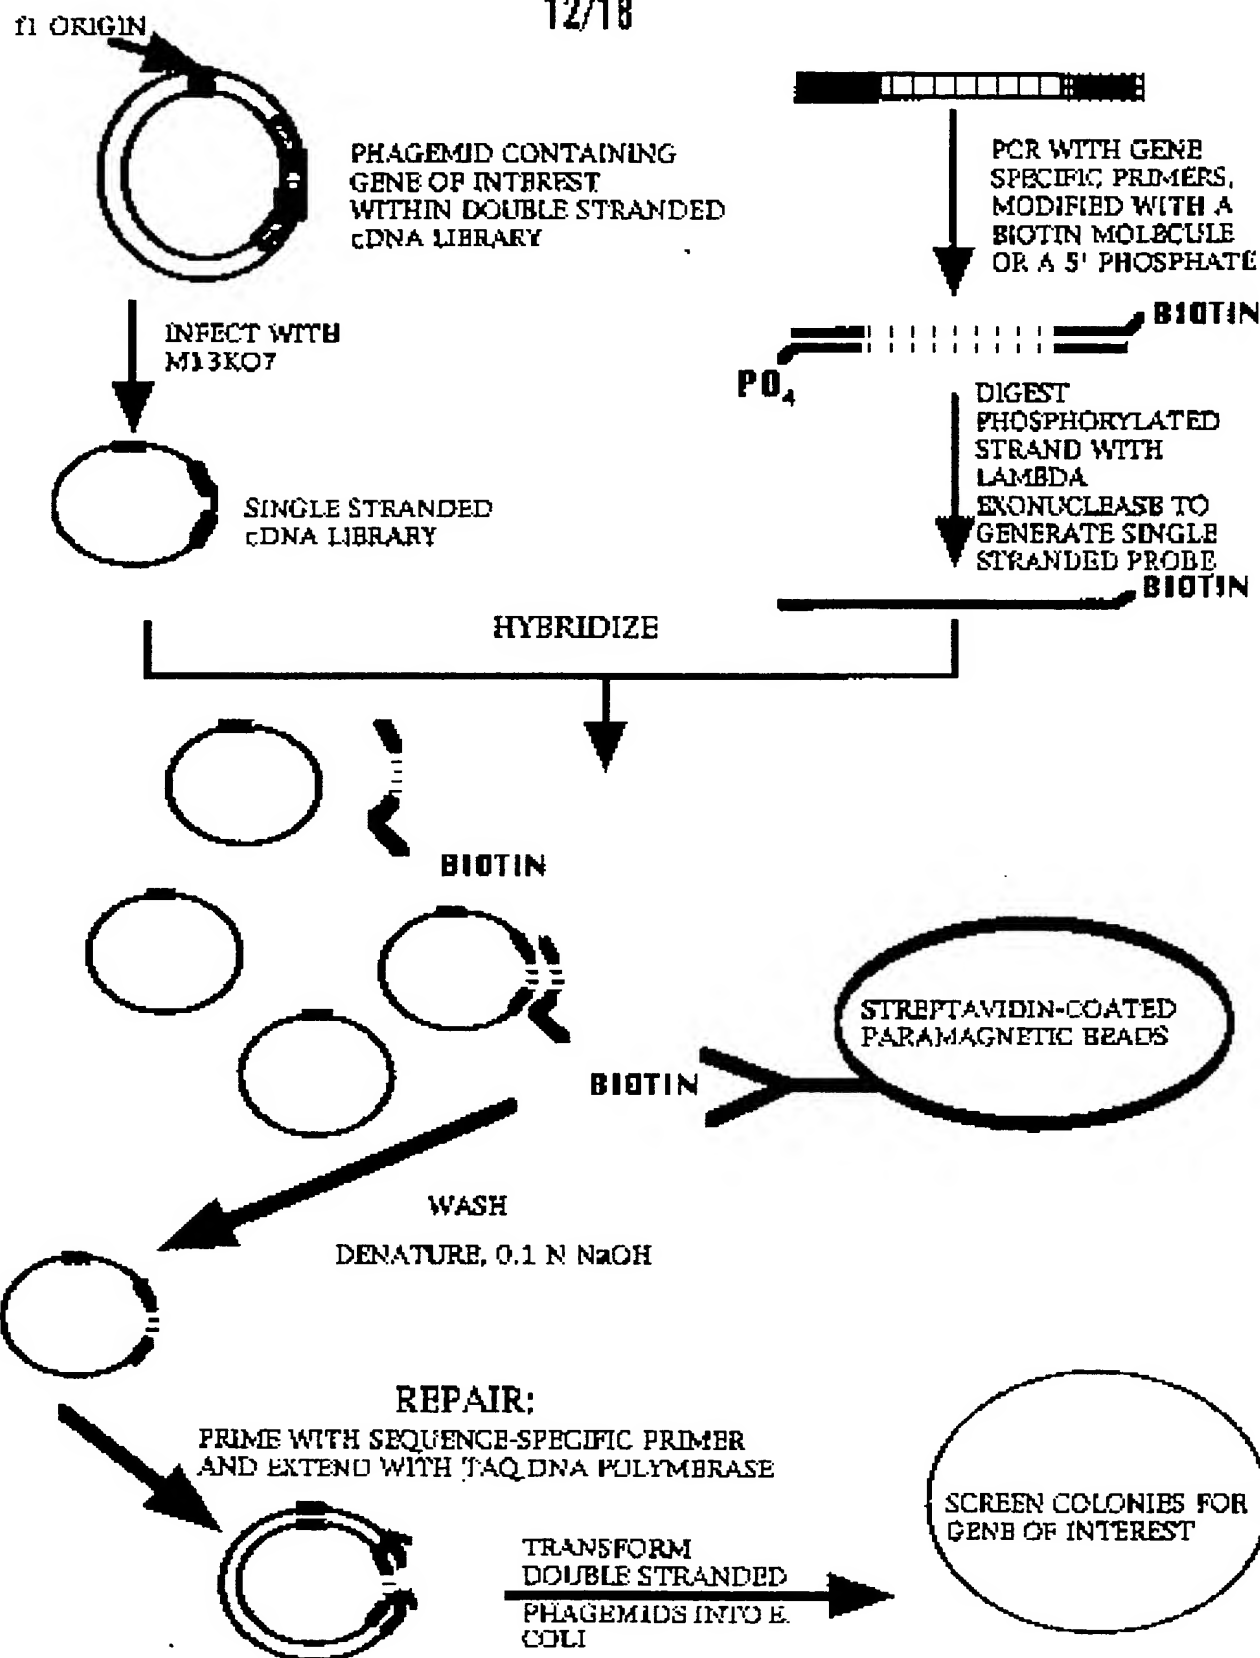 12/18
f1 ORIGIN
PHAGEMID CONTAINING
GENE OF INTEREST
WITHIN DOUBLE STRANDED
cDNA LIBRARY
INFECT WITH
M13KO7
SINGLE STRANDED
cDNA LIBRARY
PCR WITH GENE
SPECIFIC PRIMERS,
MODIFIED WITH A
BIOTIN MOLECULE
OR A 5' PHOSPHATE
BIOTIN
PO4
DIGEST
PHOSPHORYLATED
STRAND WITH
LAMBDA
EXONUCLEASE TO
GENERATE SINGLE
STRANDED PROBE
BIOTIN
HYBRIDIZE
BIOTIN
STREPTAVIDIN-COATED
PARAMAGNETIC BEADS
BIOTIN
WASH
DENATURE, 0.1 N NaOH
REPAIR:
PRIME WITH SEQUENCE-SPECIFIC PRIMER
AND EXTEND WITH TAQ DNA POLYMERASE
TRANSFORM
DOUBLE STRANDED
PHAGEMIDS INTO E.
COLI
SCREEN COLONIES FOR
GENE OF INTEREST